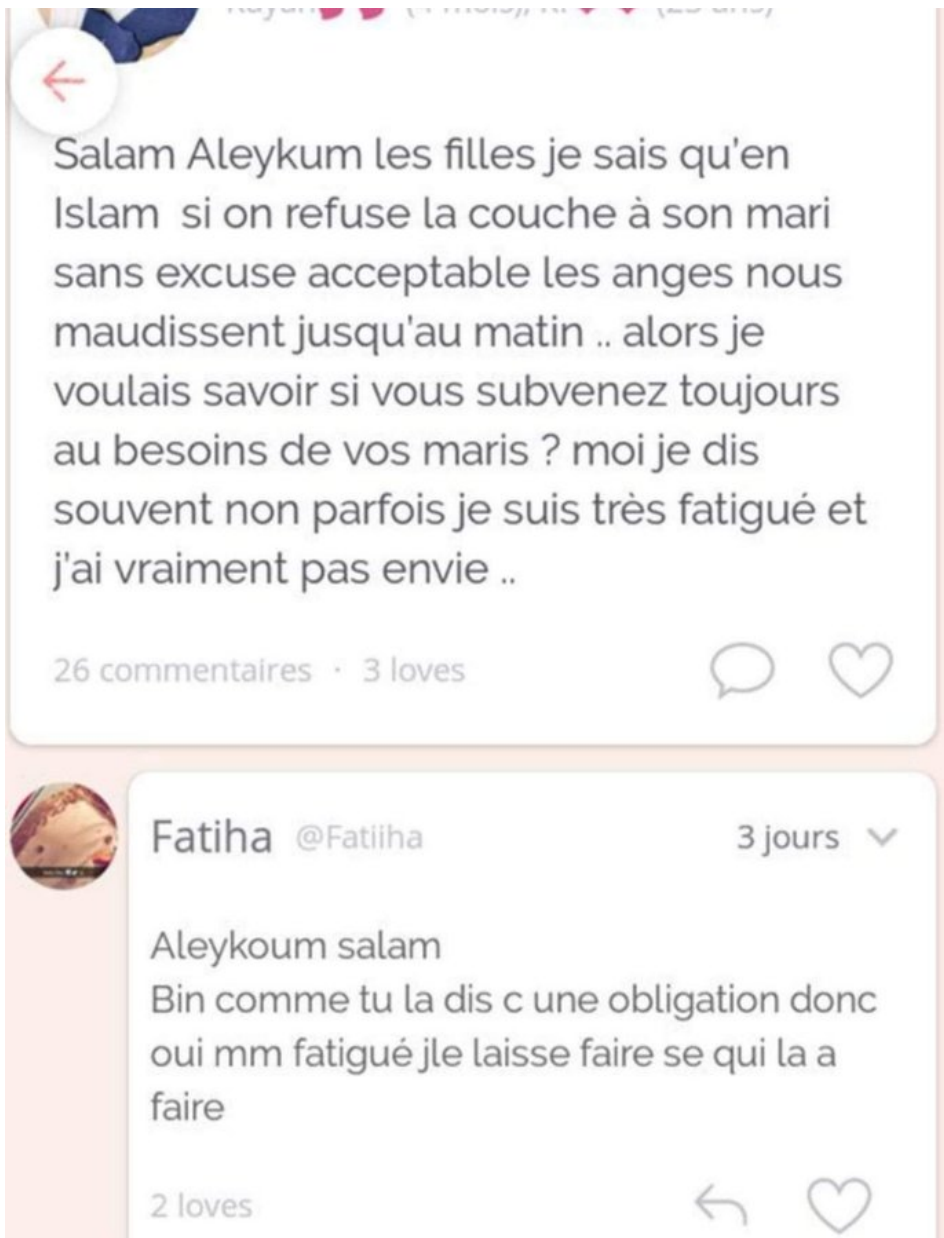 Salam Aleykum les filles je sais qu'en
Islam si on refuse la couche à son mari
sans excuse acceptable les anges nous
maudissent jusqu'au matin .. alors je
voulais savoir si vous subvenez toujours
au besoins de vos maris ? moi je dis
souvent non parfois je suis très fatigué et
j'ai vraiment pas envie ..
26 commentaires · 3 loves
Fatiha @Fatiiha 3 jours
Aleykoum salam
Bin comme tu la dis c une obligation donc
oui mm fatigué jle laisse faire se qui la a
faire
2 loves